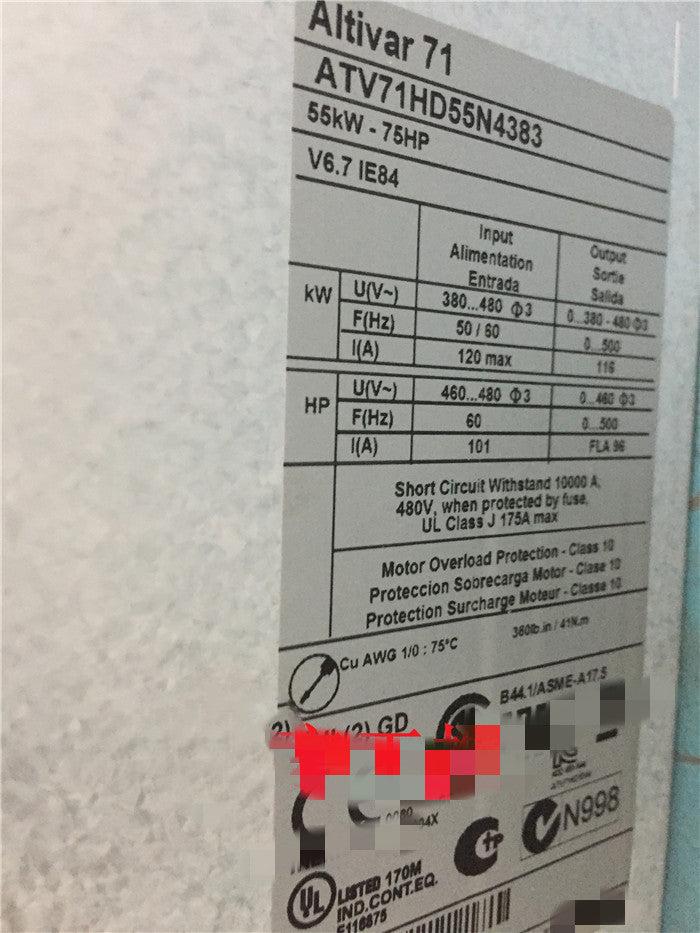 Altivar 71
ATV71HD55N4383
55kW - 75HP
V6.7 IE84
Input Output
Alimentation Sortie
Entrada Salida
kW U(V~) 380...480 Φ3 0...380 - 480 Φ3
F(Hz) 50 / 60 0...500
I(A) 120 max 116
HP U(V~) 460...480 Φ3 0...460 Φ3
F(Hz) 60 0...500
I(A) 101 FLA 96
Short Circuit Withstand 10000 A,
480V, when protected by fuse,
UL Class J 175A max
Motor Overload Protection - Class 10
Proteccion Sobrecarga Motor - Clase 10
Protection Surcharge Moteur - Classe 10
Cu AWG 1/0 : 75°C 360lb.in / 41N.m
B44.1/ASME-A17.5
(2) GD
N998
UL LISTED 170M
IND.CONT.EQ.
E116875